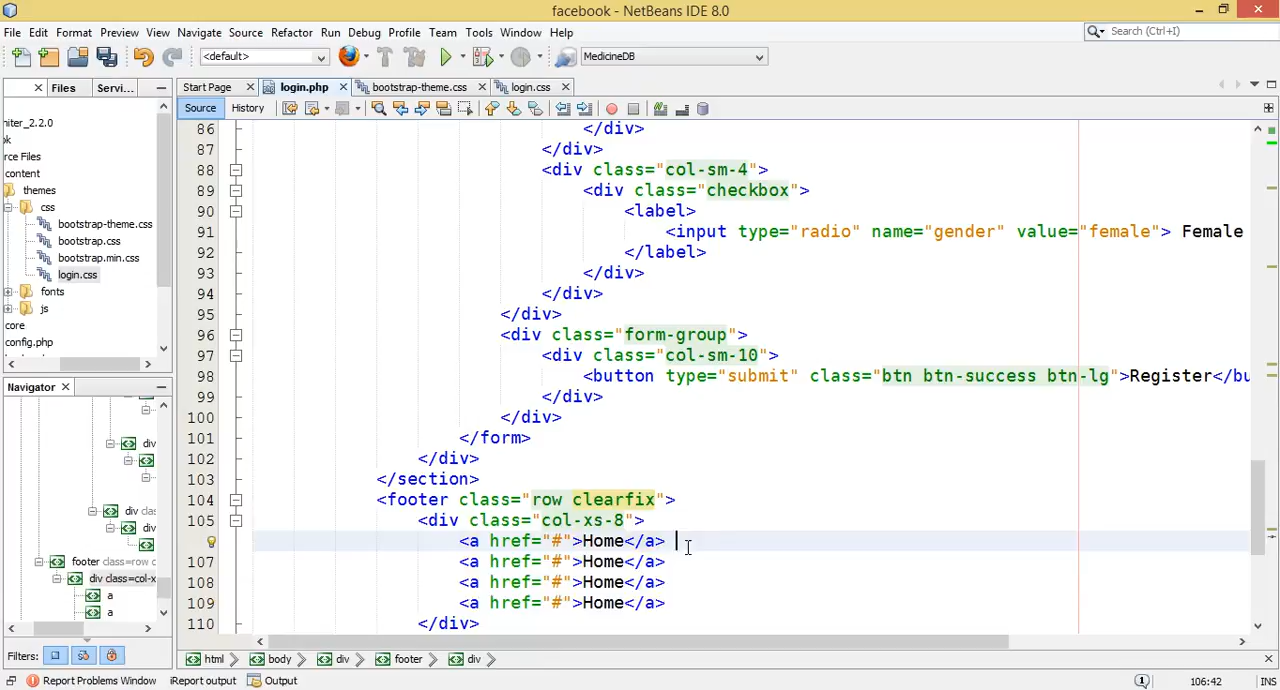 facebook - NetBeans IDE 8.0
File Edit Format Preview View Navigate Source Refactor Run Debug Profile Team Tools Window Help
Search (Ctrl+I)
<default>
MedicineDB
Files Servi...
Start Page login.php bootstrap-theme.css login.css
Source History
niter_2.2.0
ok
rce Files
content
themes
css
bootstrap-theme.css
bootstrap.css
bootstrap.min.css
login.css
fonts
js
core
config.php
Navigator
div
div
div clas
div
footer class=row c
div class=col-x
a
a
Filters:
86 </div>
87 </div>
88 <div class="col-sm-4">
89 <div class="checkbox">
90 <label>
91 <input type="radio" name="gender" value="female"> Female
92 </label>
93 </div>
94 </div>
95 </div>
96 <div class="form-group">
97 <div class="col-sm-10">
98 <button type="submit" class="btn btn-success btn-lg">Register</bu
99 </div>
100 </div>
101 </form>
102 </div>
103 </section>
104 <footer class="row clearfix">
105 <div class="col-xs-8">
<a href="#">Home</a>
107 <a href="#">Home</a>
108 <a href="#">Home</a>
109 <a href="#">Home</a>
110 </div>
html body div footer div
Report Problems Window iReport output Output
1 106:42 INS